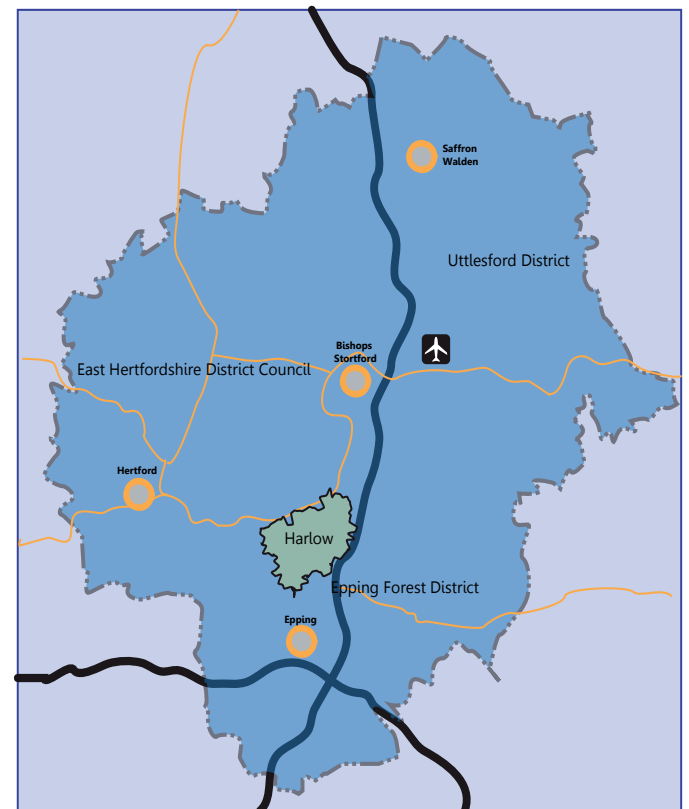 Saffron
Walden
Uttlesford District
Bishops
Stortford
East Hertfordshire District Council
Hertford
Harlow
Epping Forest District
Epping